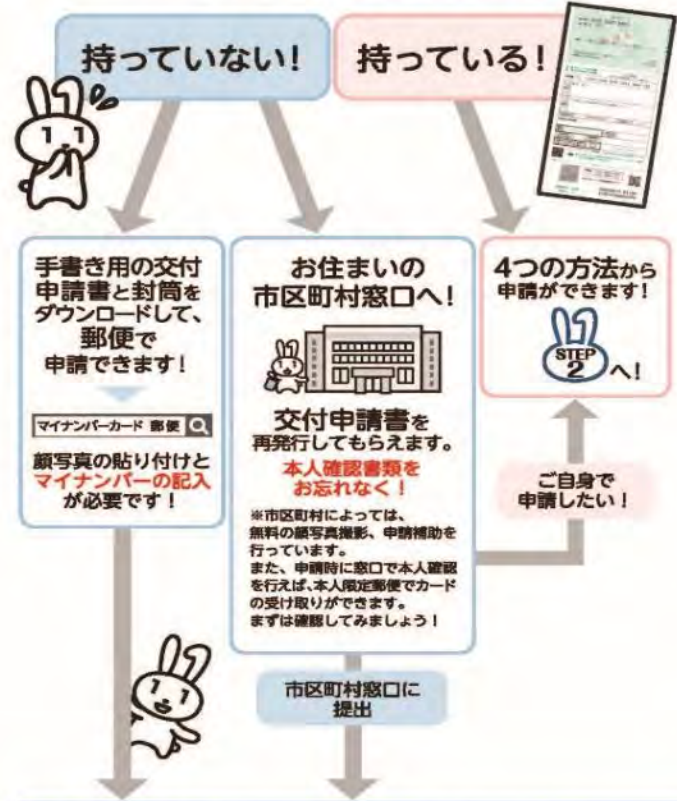 持っていない!
持っている!
手書き用の交付
申請書と封筒を
ダウンロードして、
郵便で
申請できます!
マイナンバーカード 郵便
顔写真の貼り付けと
マイナンバーの記入
が必要です!
お住まいの
市区町村窓口へ!
交付申請書を
再発行してもらえます。
本人確認書類を
お忘れなく!
※市区町村によっては、
無料の顔写真撮影、申請補助を
行っています。
また、申請時に窓口で本人確認
を行えば、本人限定郵便でカード
の受け取りができます。
まずは確認してみましょう!
4つの方法から
申請ができます!
STEP
2
へ!
ご自身で
申請したい!
市区町村窓口に
提出